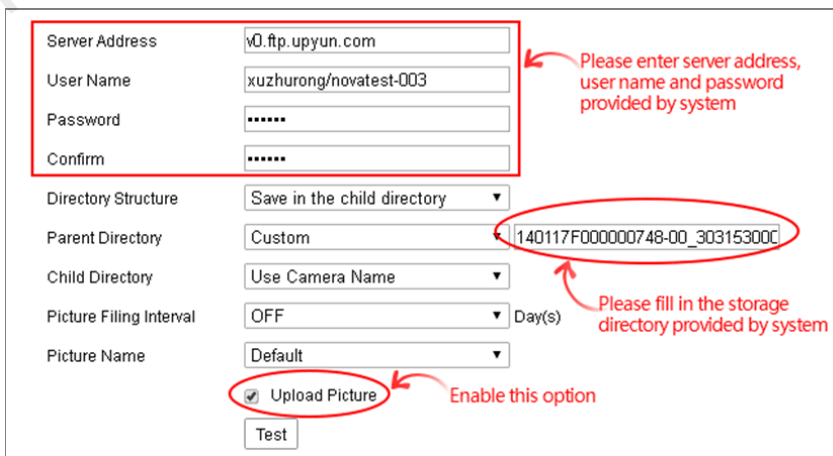 Server Address v0.ftp.upyun.com
Please enter server address,
User Name xuzhurong/novatest-003
user name and password
provided by system
Password ••••••
Confirm ••••••
Directory Structure Save in the child directory
Parent Directory Custom 140117F000000748-00_30315300C
Child Directory Use Camera Name
Please fill in the storage
Picture Filing Interval OFF Day(s)
directory provided by system
Picture Name Default
Upload Picture
Enable this option
Test